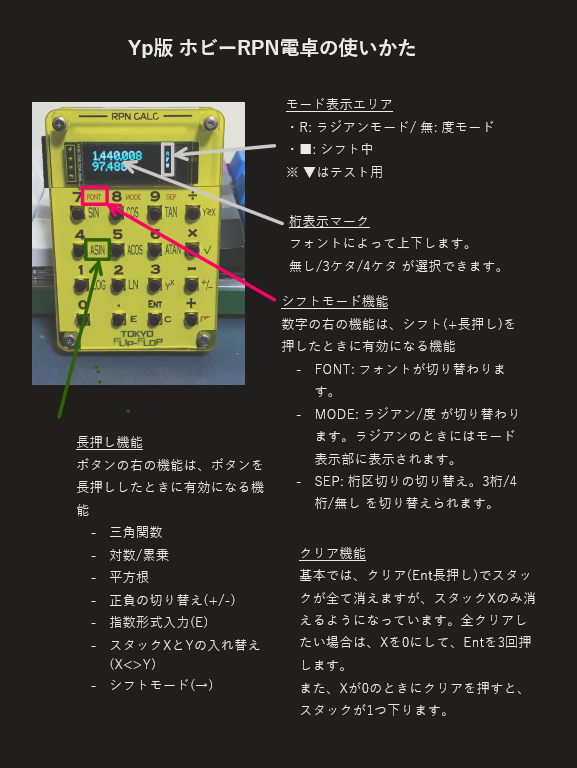 Yp版 ホビーRPN電卓の使いかた
モード表示エリア
・R: ラジアンモード/ 無: 度モード
・■: シフト中
※ ▼はテスト用
RPN CALC
1,440.008
97.48
桁表示マーク
フォントによって上下します。
無し/3ケタ/4ケタ が選択できます。
7 FONT 8 MODE 9 SEP ÷
SIN COS TAN Y≷X
4 5 6 ×
ASIN ACOS ATAN √
1 2 3 −
LOG LN Yˣ +/−
0 . ENT +
E C
TOKYO
FLIP-FLOP
シフトモード機能
数字の右の機能は、シフト(+長押し)を
押したときに有効になる機能
- FONT: フォントが切り替わりま
す。
- MODE: ラジアン/度 が切り替わり
ます。ラジアンのときにはモード
表示部に表示されます。
- SEP: 桁区切りの切り替え。3桁/4
桁/無し を切り替えられます。
長押し機能
ボタンの右の機能は、ボタンを
長押ししたときに有効になる機
能
- 三角関数
- 対数/累乗
- 平方根
- 正負の切り替え(+/-)
- 指数形式入力(E)
- スタックXとYの入れ替え
(X<>Y)
- シフトモード(→)
クリア機能
基本では、クリア(Ent長押し)でスタッ
クが全て消えますが、スタックXのみ消
えるようになっています。全クリアし
たい場合は、Xを0にして、Entを3回押
します。
また、Xが0のときにクリアを押すと、
スタックが1つ下ります。